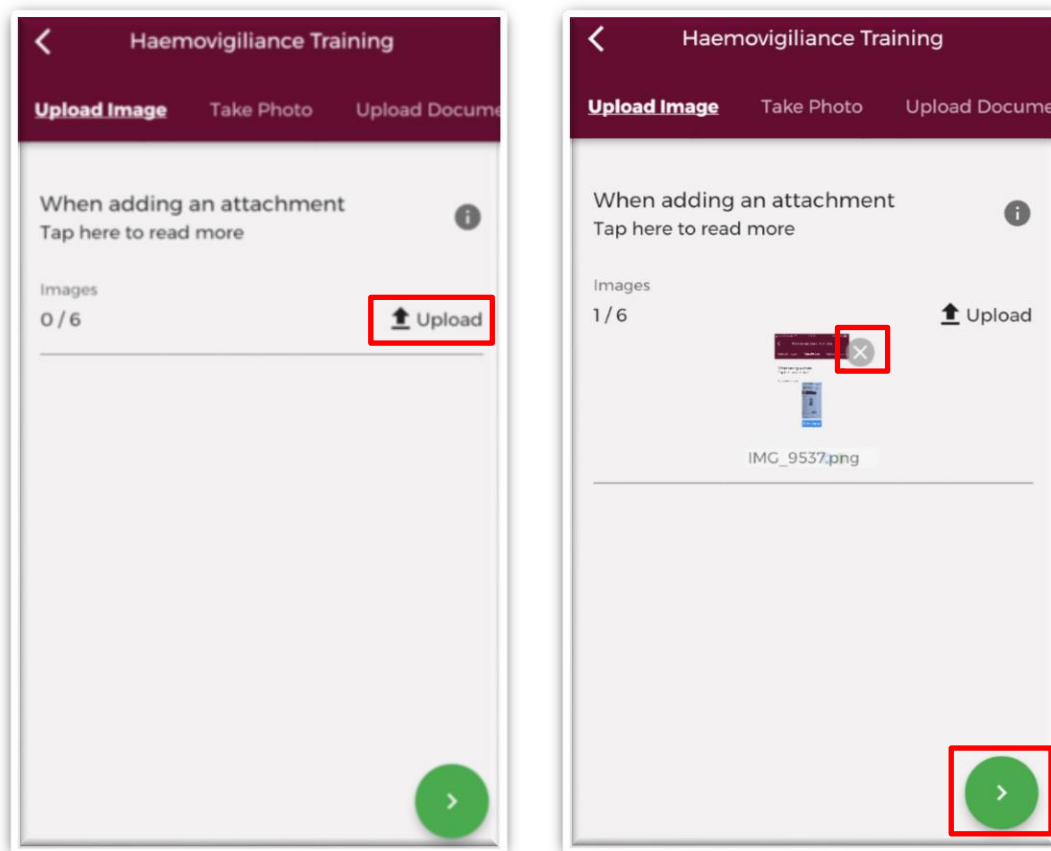 Haemovigiliance Training
Upload Image Take Photo Upload Docume
When adding an attachment
Tap here to read more
Images
0 / 6 Upload
Haemovigiliance Training
Upload Image Take Photo Upload Docume
When adding an attachment
Tap here to read more
Images
1 / 6 Upload
IMG_9537.png